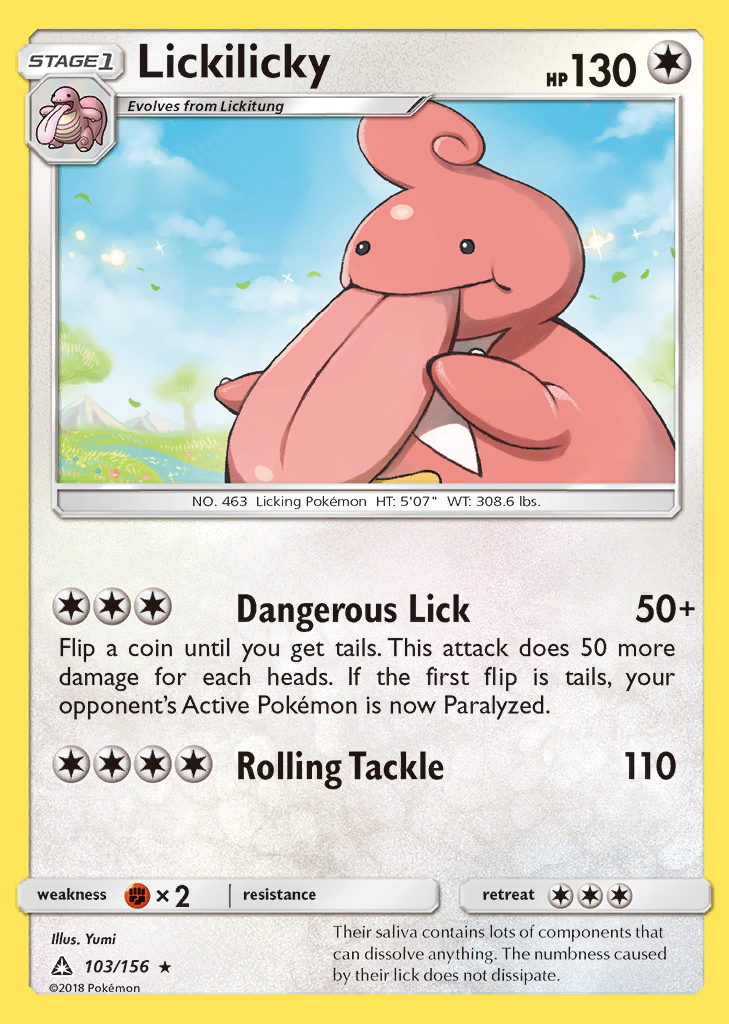 STAGE1
Lickilicky
HP130
Evolves from Lickitung
NO. 463 Licking Pokémon HT: 5'07" WT: 308.6 lbs.
Dangerous Lick 50+
Flip a coin until you get tails. This attack does 50 more
damage for each heads. If the first flip is tails, your
opponent's Active Pokémon is now Paralyzed.
Rolling Tackle 110
weakness ×2 resistance retreat
Illus. Yumi
103/156 ★
©2018 Pokémon
Their saliva contains lots of components that
can dissolve anything. The numbness caused
by their lick does not dissipate.